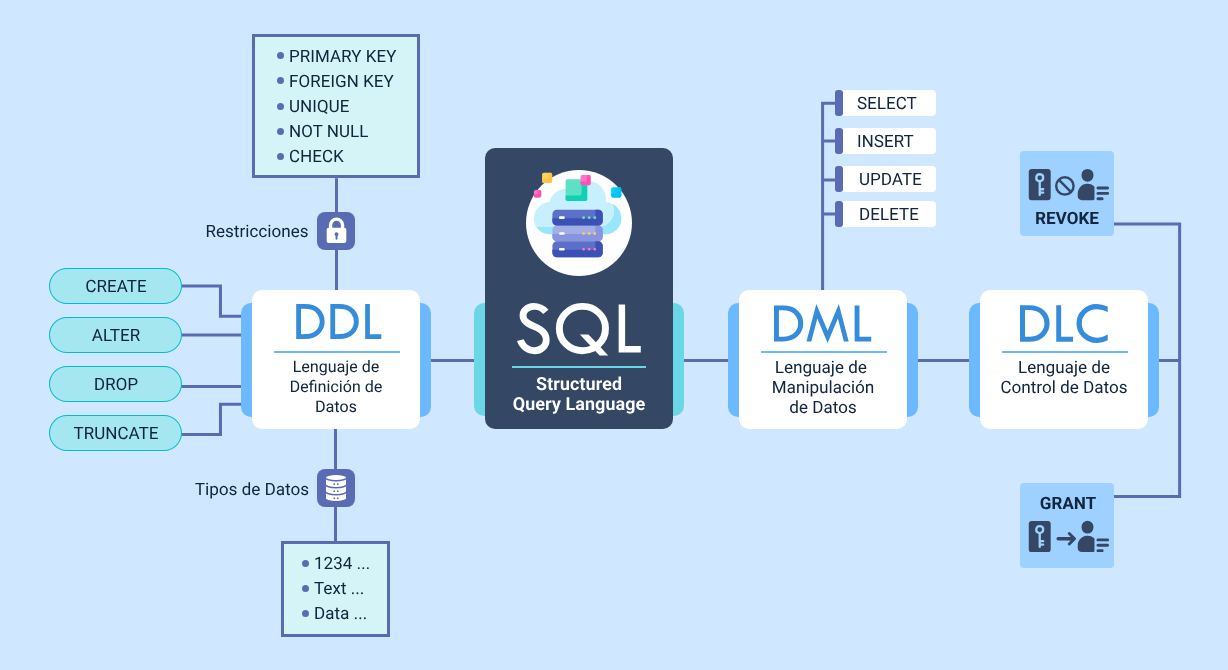 PRIMARY KEY
FOREIGN KEY
UNIQUE
NOT NULL
CHECK
Restricciones
CREATE
ALTER
DROP
TRUNCATE
DDL
Lenguaje de
Definición de
Datos
Tipos de Datos
1234 ...
Text ...
Data ...
SQL
Structured
Query Language
SELECT
INSERT
UPDATE
DELETE
DML
Lenguaje de
Manipulación
de Datos
REVOKE
DLC
Lenguaje de
Control de Datos
GRANT